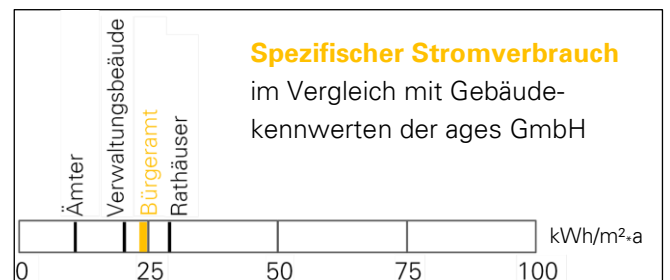 Spezifischer Stromverbrauch
im Vergleich mit Gebäude-
kennwerten der ages GmbH
Ämter
Verwaltungsbeäude
Bürgeramt
Rathäuser
kWh/m²*a
0 25 50 75 100